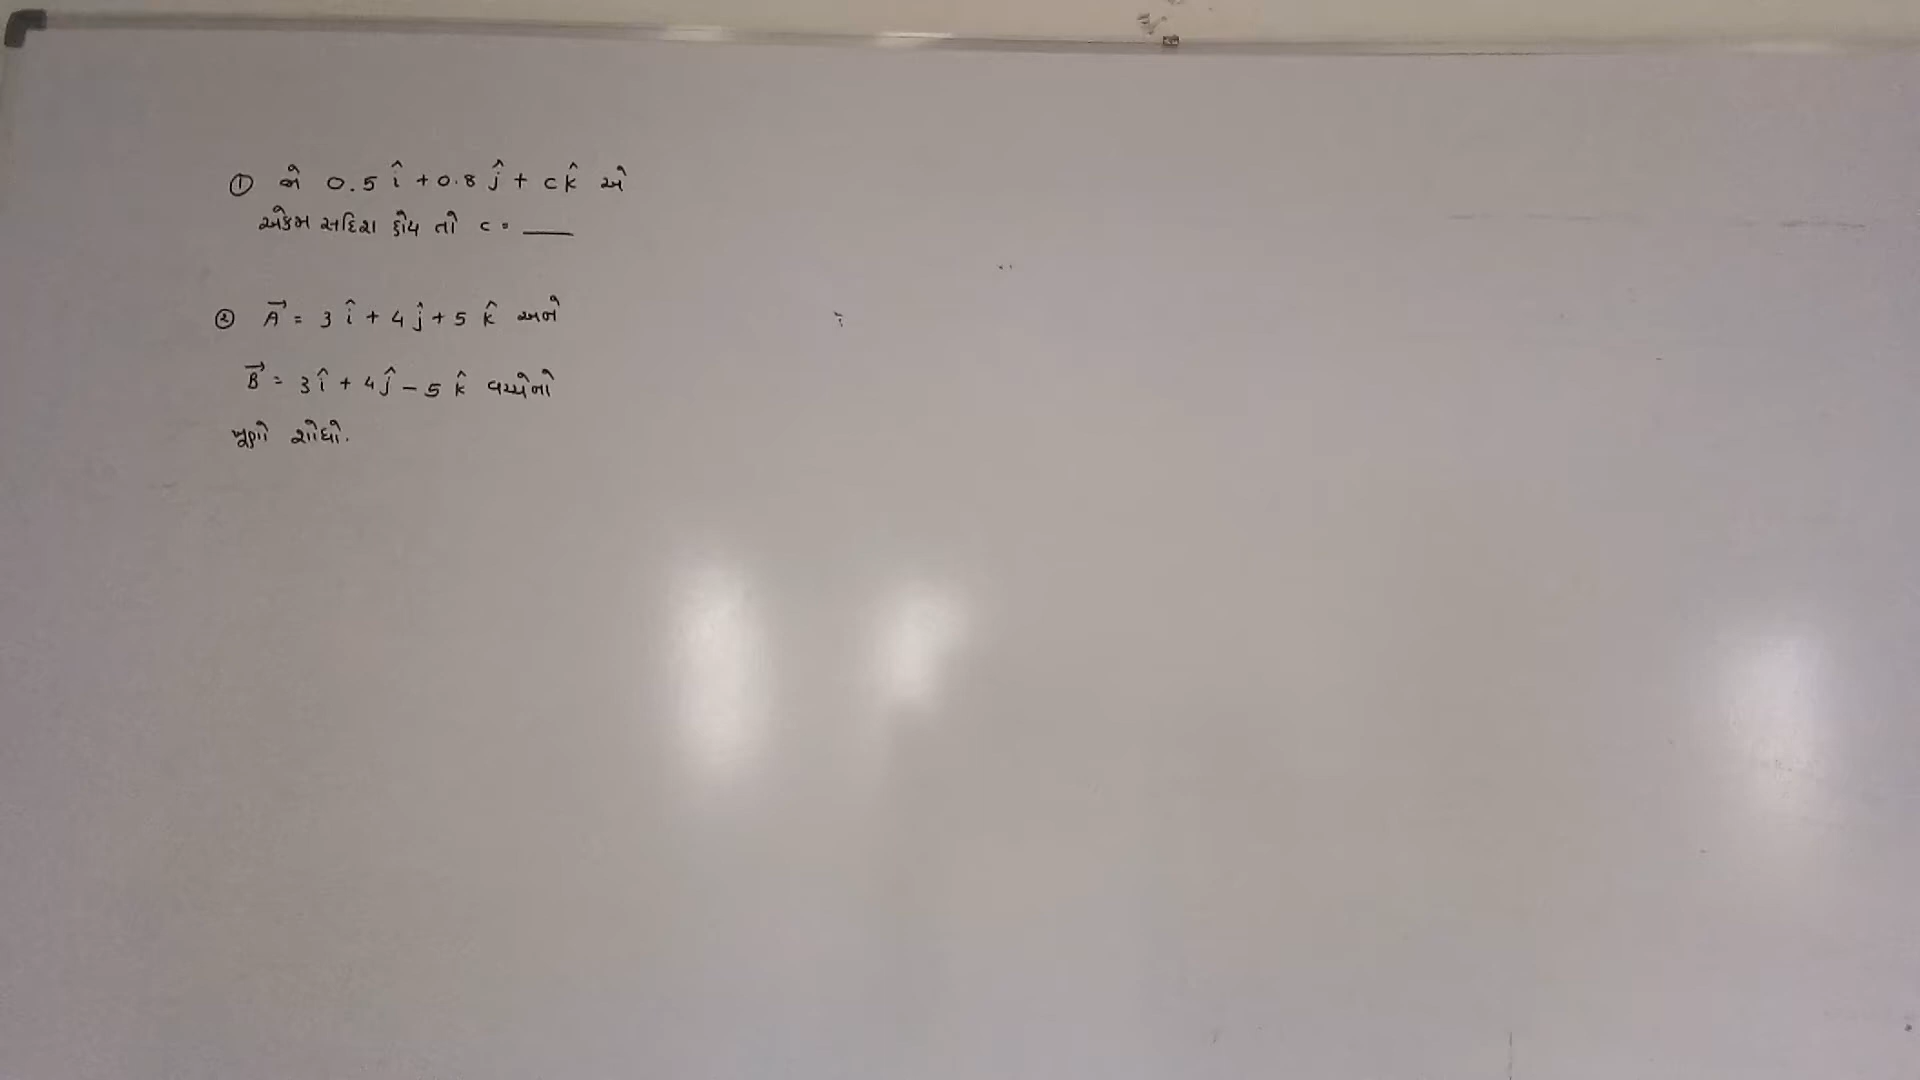 ① જો 0.5 î + 0.8 ĵ + c k̂ એ
એકમ સદિશ હોય તો c = ___
② A⃗ = 3 î + 4 ĵ + 5 k̂ અને
B⃗ = 3 î + 4 ĵ – 5 k̂ વચ્ચેનો
ખૂણો શોધો.